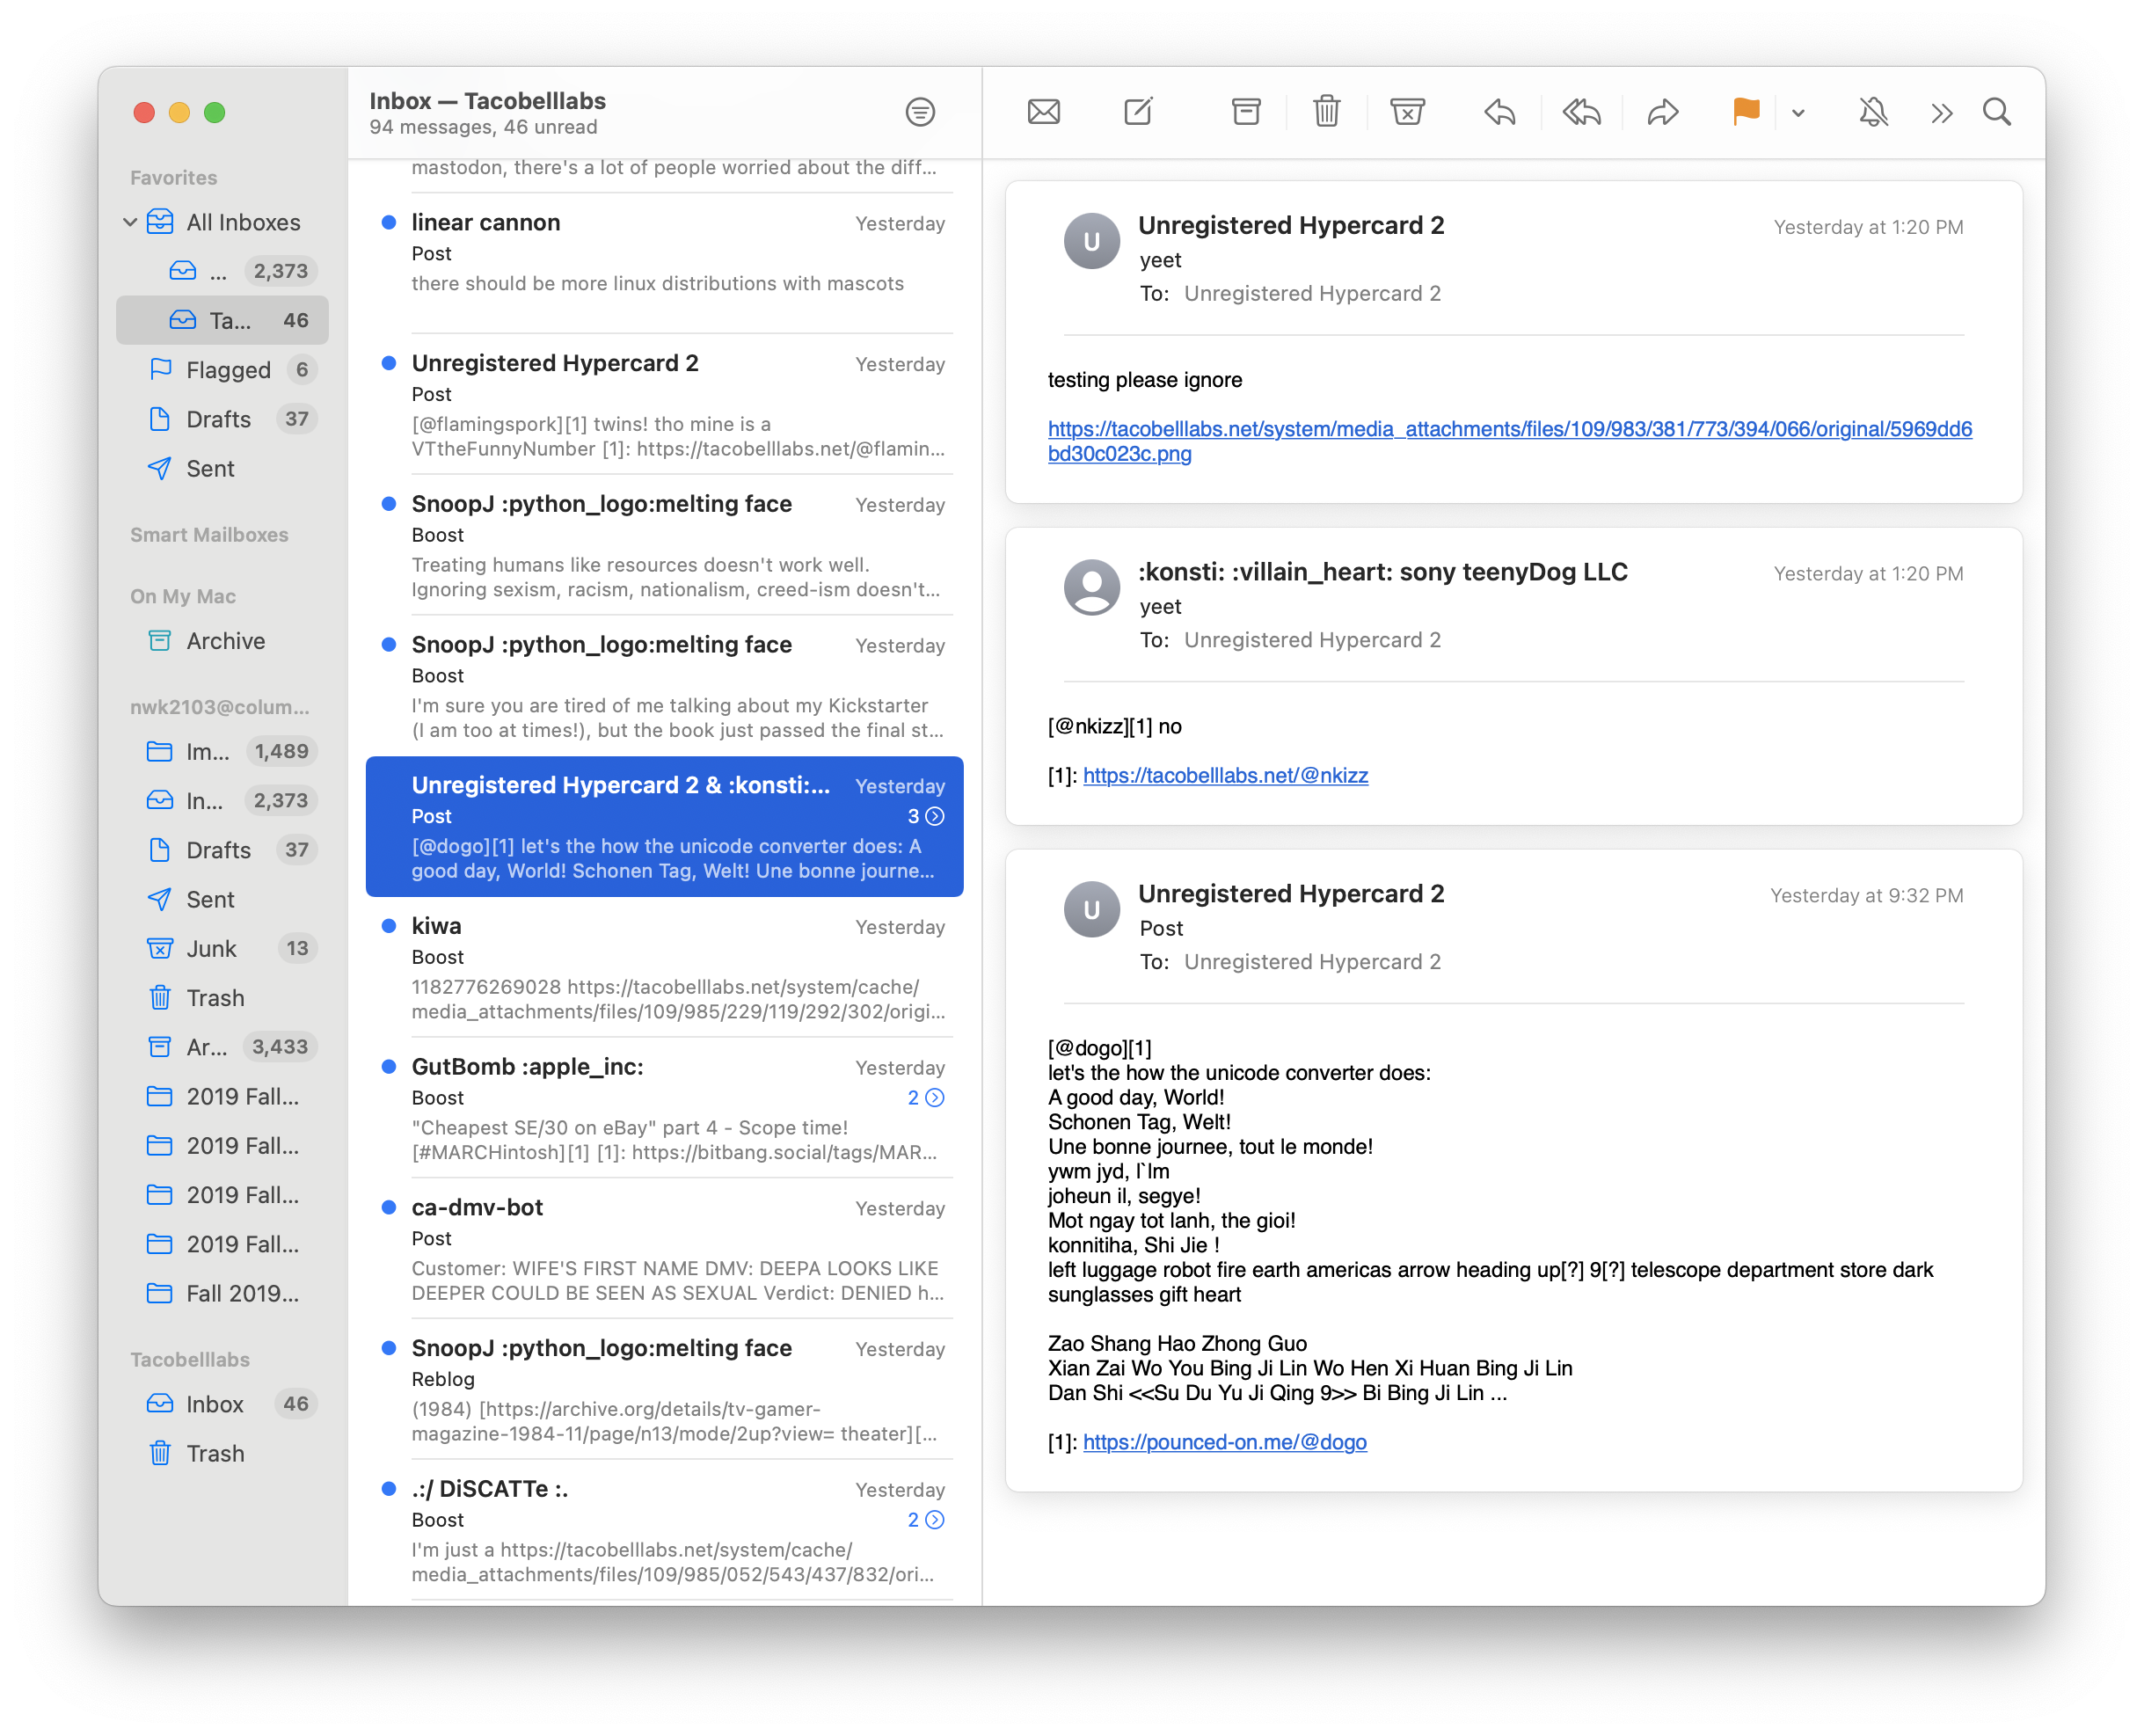 Favorites
All Inboxes
... 2,373
Ta... 46
Flagged 6
Drafts 37
Sent
Smart Mailboxes
On My Mac
Archive
nwk2103@colum...
Im... 1,489
In... 2,373
Drafts 37
Sent
Junk 13
Trash
Ar... 3,433
2019 Fall...
2019 Fall...
2019 Fall...
2019 Fall...
Fall 2019...
Tacobelllabs
Inbox 46
Trash
Inbox — Tacobelllabs
94 messages, 46 unread
mastodon, there's a lot of people worried about the diff...
linear cannon Yesterday
Post
there should be more linux distributions with mascots
Unregistered Hypercard 2 Yesterday
Post
[@flamingspork][1] twins! tho mine is a
VTtheFunnyNumber [1]: https://tacobelllabs.net/@flamin...
SnoopJ :python_logo:melting face Yesterday
Boost
Treating humans like resources doesn't work well.
Ignoring sexism, racism, nationalism, creed-ism doesn't...
SnoopJ :python_logo:melting face Yesterday
Boost
I'm sure you are tired of me talking about my Kickstarter
(I am too at times!), but the book just passed the final st...
Unregistered Hypercard 2 & :konsti:... Yesterday
Post 3
[@dogo][1] let's the how the unicode converter does: A
good day, World! Schonen Tag, Welt! Une bonne journe...
kiwa Yesterday
Boost
1182776269028 https://tacobelllabs.net/system/cache/
media_attachments/files/109/985/229/119/292/302/origi...
GutBomb :apple_inc: Yesterday
Boost 2
"Cheapest SE/30 on eBay" part 4 - Scope time!
[#MARCHintosh][1] [1]: https://bitbang.social/tags/MAR...
ca-dmv-bot Yesterday
Post
Customer: WIFE'S FIRST NAME DMV: DEEPA LOOKS LIKE
DEEPER COULD BE SEEN AS SEXUAL Verdict: DENIED h...
SnoopJ :python_logo:melting face Yesterday
Reblog
(1984) [https://archive.org/details/tv-gamer-
magazine-1984-11/page/n13/mode/2up?view= theater][...
.:/ DiSCATTe :. Yesterday
Boost 2
I'm just a https://tacobelllabs.net/system/cache/
media_attachments/files/109/985/052/543/437/832/ori...
U
Unregistered Hypercard 2 Yesterday at 1:20 PM
yeet
To: Unregistered Hypercard 2
testing please ignore
https://tacobelllabs.net/system/media_attachments/files/109/983/381/773/394/066/original/5969dd6
bd30c023c.png
:konsti: :villain_heart: sony teenyDog LLC Yesterday at 1:20 PM
yeet
To: Unregistered Hypercard 2
[@nkizz][1] no
[1]: https://tacobelllabs.net/@nkizz
U
Unregistered Hypercard 2 Yesterday at 9:32 PM
Post
To: Unregistered Hypercard 2
[@dogo][1]
let's the how the unicode converter does:
A good day, World!
Schonen Tag, Welt!
Une bonne journee, tout le monde!
ywm jyd, l`lm
joheun il, segye!
Mot ngay tot lanh, the gioi!
konnitiha, Shi Jie !
left luggage robot fire earth americas arrow heading up[?] 9[?] telescope department store dark
sunglasses gift heart
Zao Shang Hao Zhong Guo
Xian Zai Wo You Bing Ji Lin Wo Hen Xi Huan Bing Ji Lin
Dan Shi <<Su Du Yu Ji Qing 9>> Bi Bing Ji Lin ...
[1]: https://pounced-on.me/@dogo